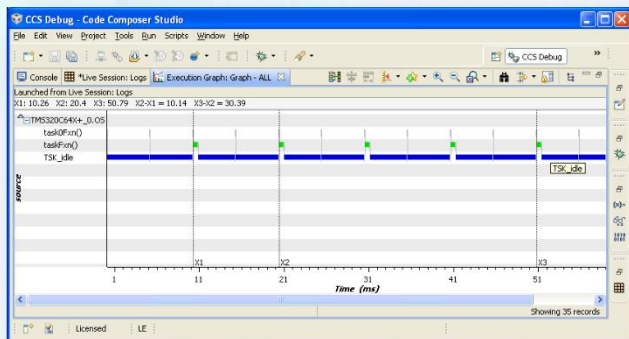 CCS Debug - Code Composer Studio
File Edit View Project Tools Run Scripts Window Help
CCS Debug
Console *Live Session: Logs Execution Graph: Graph - ALL
Launched from Live Session: Logs
X1: 10.26 X2: 20.4 X3: 50.79 X2-X1 = 10.14 X3-X2 = 30.39
TMS320C64X+_0.OS
task0Fxn()
taskFxn()
TSK_idle
TSK_idle
source
X1 X2 X3
1 11 21 31 41 51
Time (ms)
Showing 35 records
Licensed LE